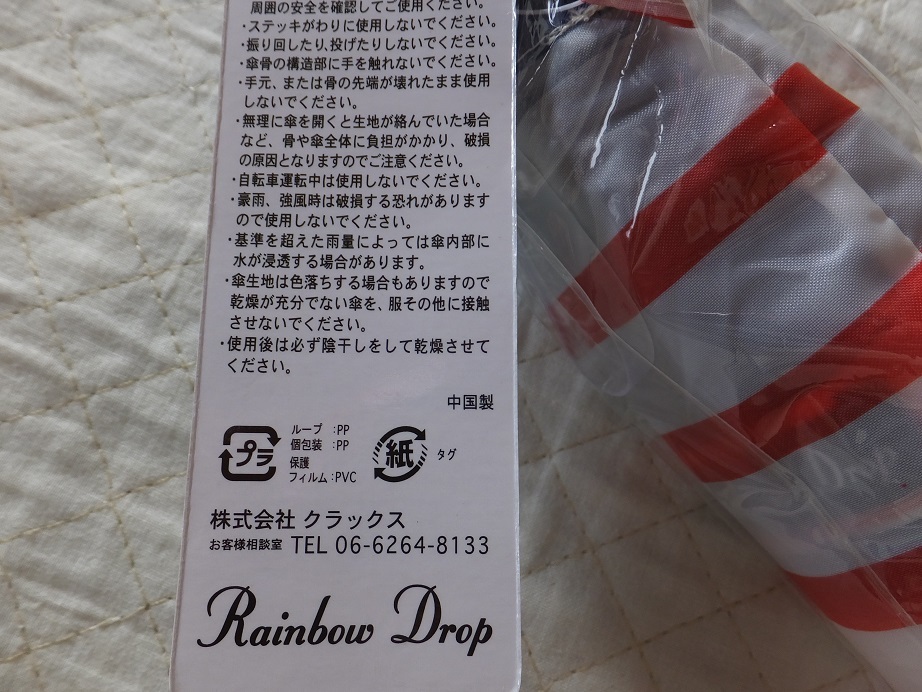 周囲の安全を確認してご使用ください。
・ステッキがわりに使用しないでください。
・振り回したり、投げたりしないでください。
・傘骨の構造部に手を触れないでください。
・手元、または骨の先端が壊れたまま使用
しないでください。
・無理に傘を開くと生地が絡んでいた場合
など、骨や傘全体に負担がかかり、破損
の原因となりますのでご注意ください。
・自転車運転中は使用しないでください。
・豪雨、強風時は破損する恐れがあります
ので使用しないでください。
・基準を超えた雨量によっては傘内部に
水が浸透する場合があります。
・傘生地は色落ちする場合もありますので
乾燥が充分でない傘を、服その他に接触
させないでください。
・使用後は必ず陰干しをして乾燥させて
ください。
中国製
プラ
ループ :PP
個包装 :PP
保護
フィルム:PVC
紙
タグ
株式会社 クラックス
お客様相談室 TEL 06-6264-8133
Rainbow Drop